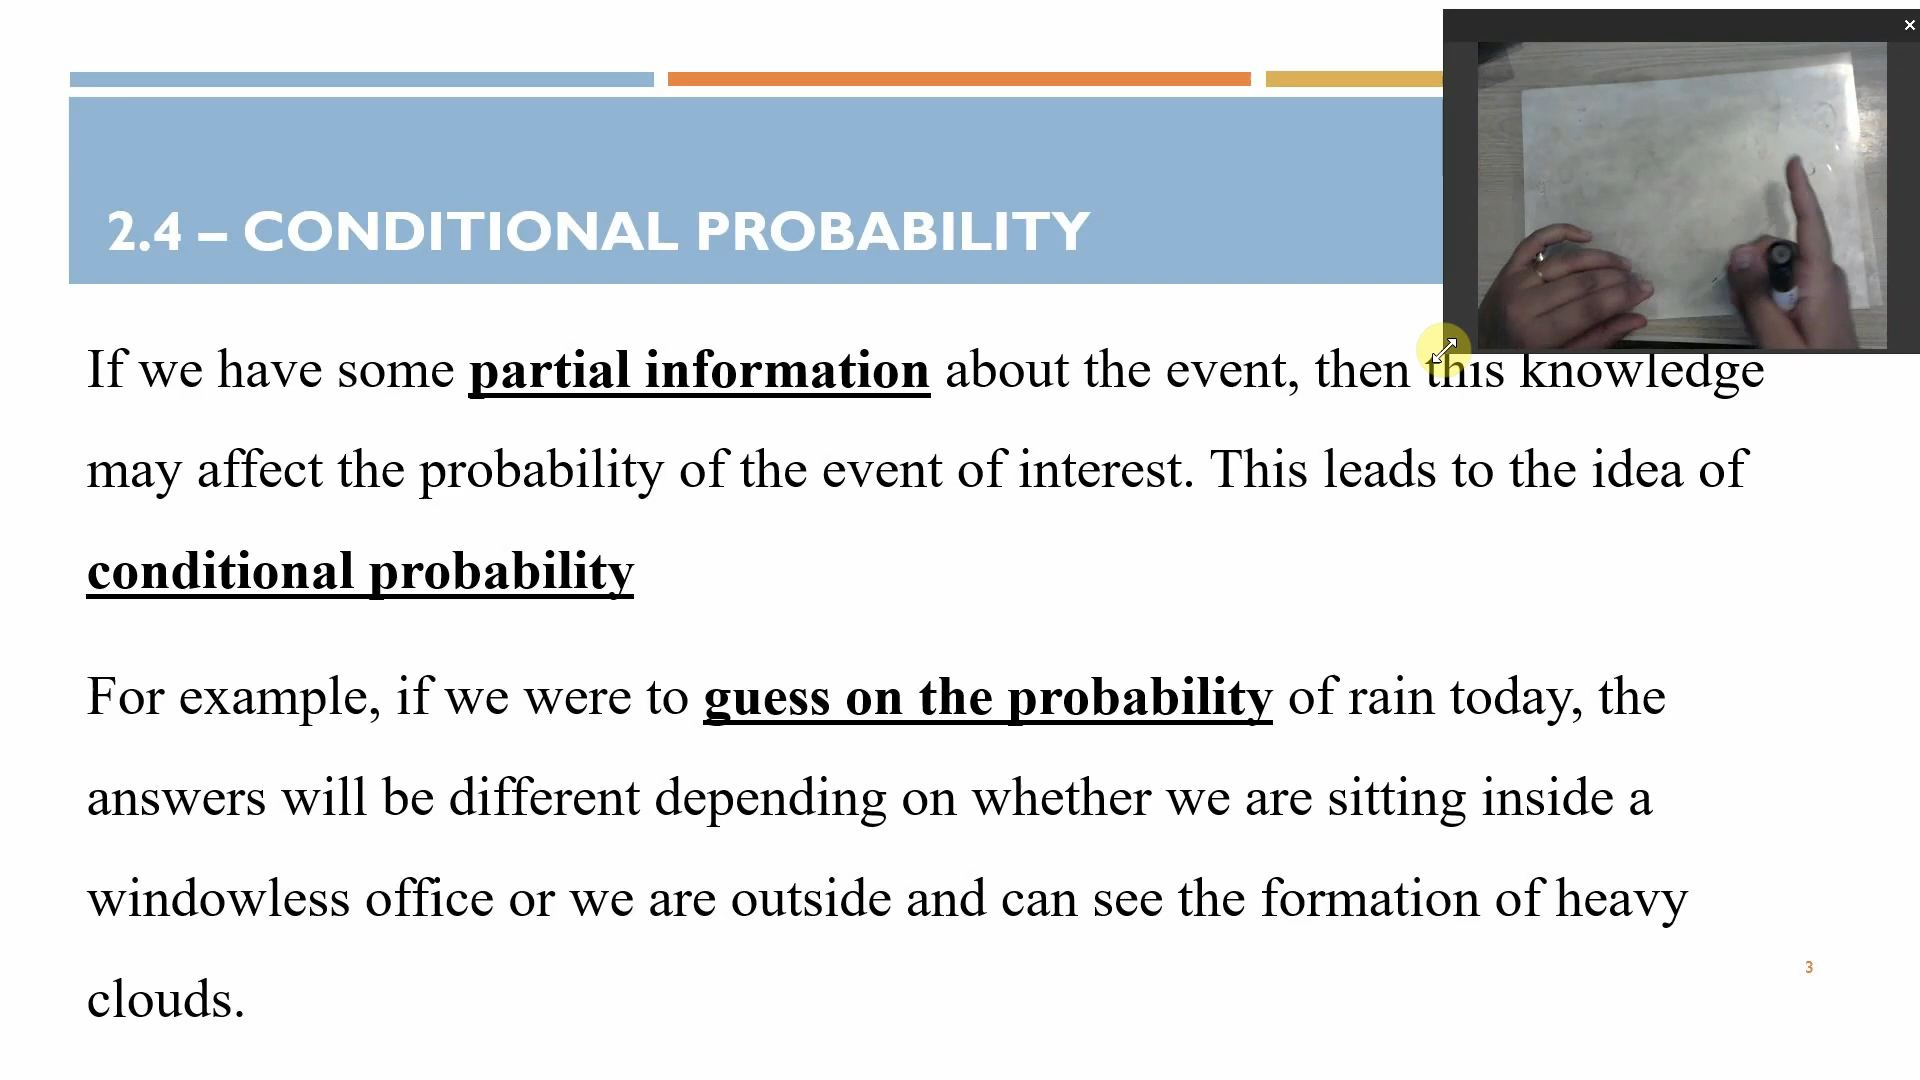 2.4 – CONDITIONAL PROBABILITY
If we have some partial information about the event, then this knowledge
may affect the probability of the event of interest. This leads to the idea of
conditional probability
For example, if we were to guess on the probability of rain today, the
answers will be different depending on whether we are sitting inside a
windowless office or we are outside and can see the formation of heavy
clouds.
3